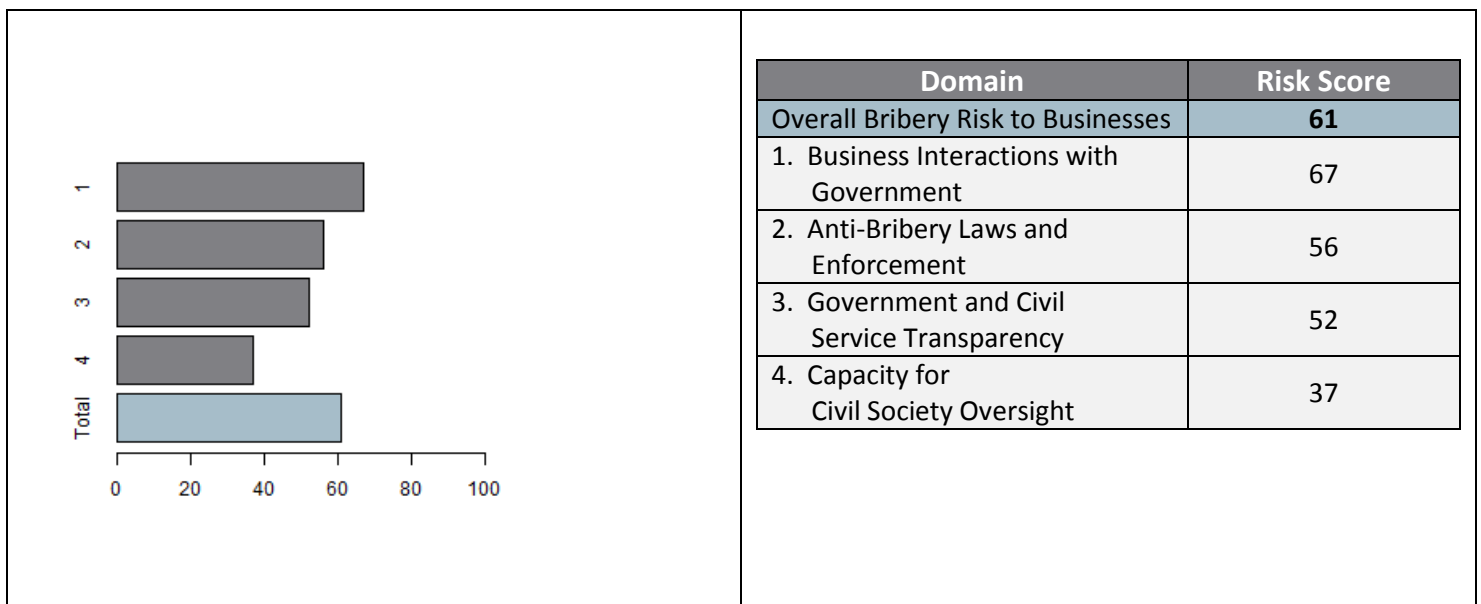 1
2
3
4
Total
0 20 40 60 80 100
Domain Risk Score
Overall Bribery Risk to Businesses 61
1. Business Interactions with
Government 67
2. Anti-Bribery Laws and
Enforcement 56
3. Government and Civil
Service Transparency 52
4. Capacity for
Civil Society Oversight 37